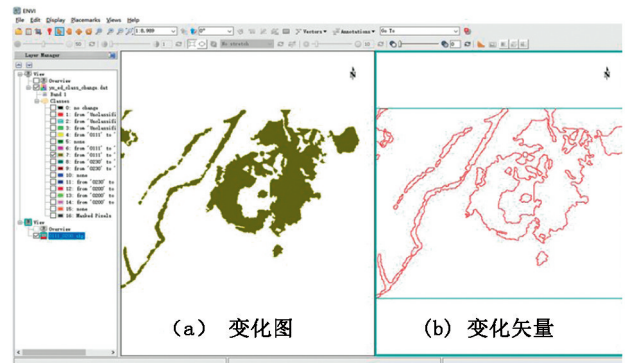 ENVI
File Edit Display Placemarks Views Help
Vectors Annotations Go To
Layer Manager
View
Overview
Band 1
Classes
0: no change
1: from 'Unclassifi
2: from 'Unclassifi
3: from 'Unclassifi
4: from '0111' to
5: none
6: from '0111' to
7: from '0111' to
8: from '0230' to
9: from '0230' to
10: none
11: from '0230' to
12: from '0200' to
13: from '0200' to
14: from '0200' to
15: none
16: Masked Pixels
View
Overview
N
N
（a） 变化图
（b） 变化矢量